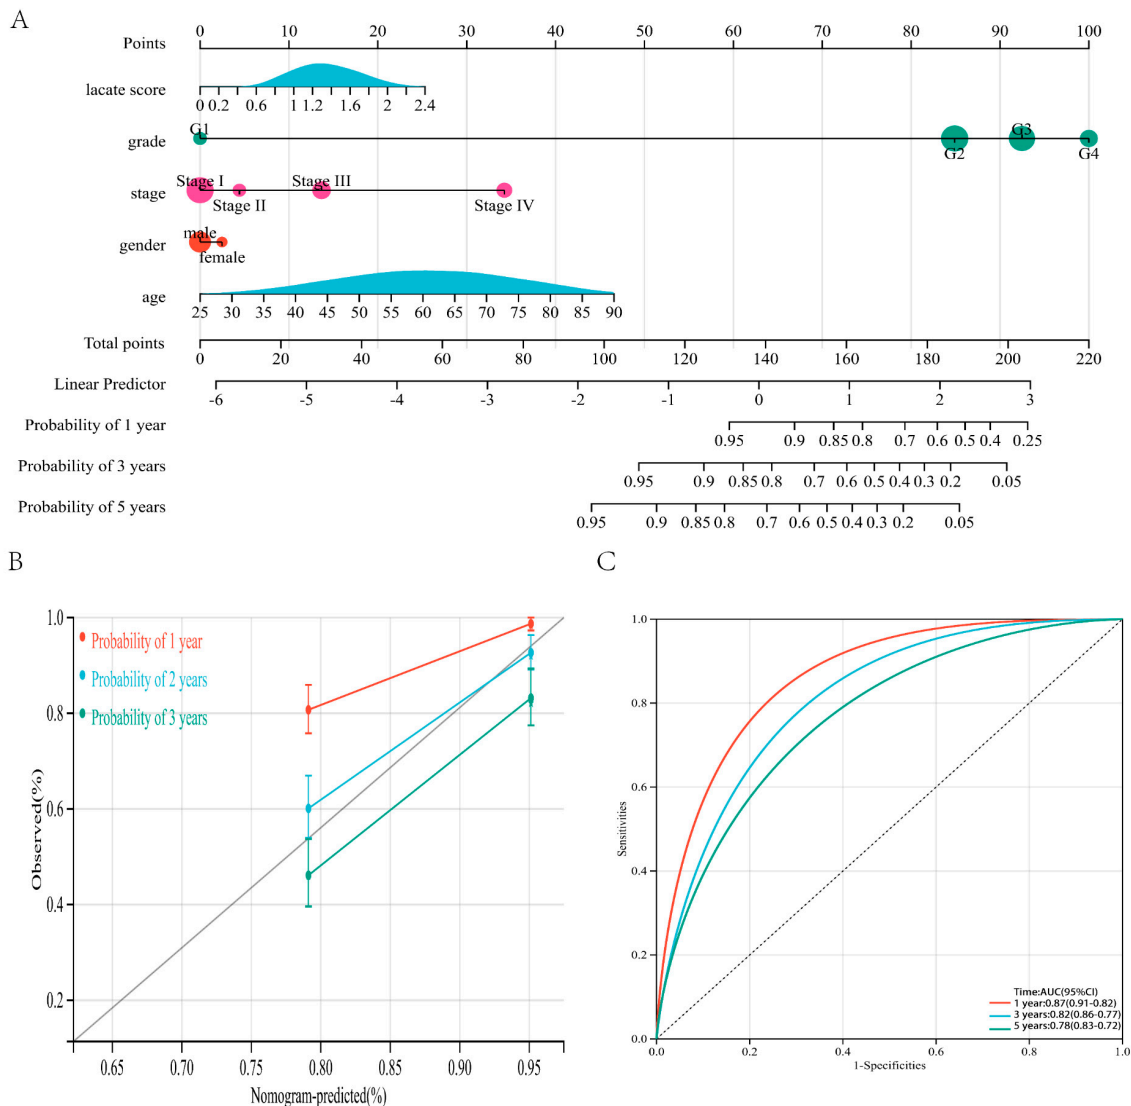 A
Points
0 10 20 30 40 50 60 70 80 90 100
lacate score
0 0.2 0.6 1 1.2 1.6 2 2.4
grade
G1 G2 G3 G4
stage
Stage I Stage II Stage III Stage IV
gender
male female
age
25 30 35 40 45 50 55 60 65 70 75 80 85 90
Total points
0 20 40 60 80 100 120 140 160 180 200 220
Linear Predictor
-6 -5 -4 -3 -2 -1 0 1 2 3
Probability of 1 year
0.95 0.9 0.85 0.8 0.7 0.6 0.5 0.4 0.25
Probability of 3 years
0.95 0.9 0.85 0.8 0.7 0.6 0.5 0.4 0.3 0.2 0.05
Probability of 5 years
0.95 0.9 0.85 0.8 0.7 0.6 0.5 0.4 0.3 0.2 0.05
B
Observed(%)
1.0
0.8
0.6
0.4
0.2
Probability of 1 year
Probability of 2 years
Probability of 3 years
0.65 0.70 0.75 0.80 0.85 0.90 0.95
Nomogram-predicted(%)
C
Sensitivities
1.0
0.8
0.6
0.4
0.2
0.0
Time:AUC(95%CI)
1 year:0.87(0.91-0.82)
3 years:0.82(0.86-0.77)
5 years:0.78(0.83-0.72)
0.0 0.2 0.4 0.6 0.8 1.0
1-Specificities